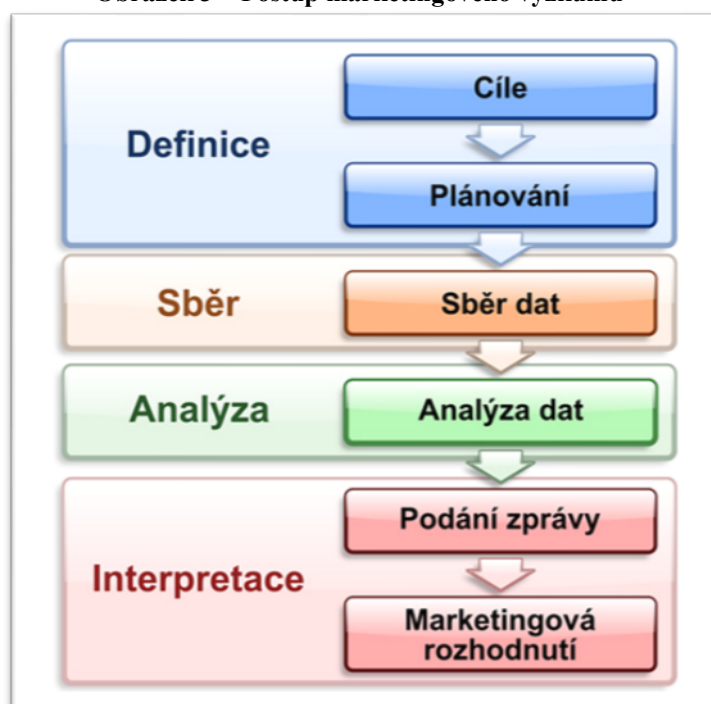 Cíle
Definice
Plánování
Sběr
Sběr dat
Analýza
Analýza dat
Podání zprávy
Interpretace
Marketingová
rozhodnutí